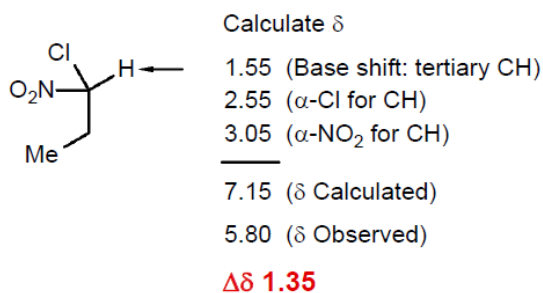 Calculate δ
Cl
H
O₂N
Me
1.55 (Base shift: tertiary CH)
2.55 (α-Cl for CH)
3.05 (α-NO₂ for CH)
7.15 (δ Calculated)
5.80 (δ Observed)
Δδ 1.35